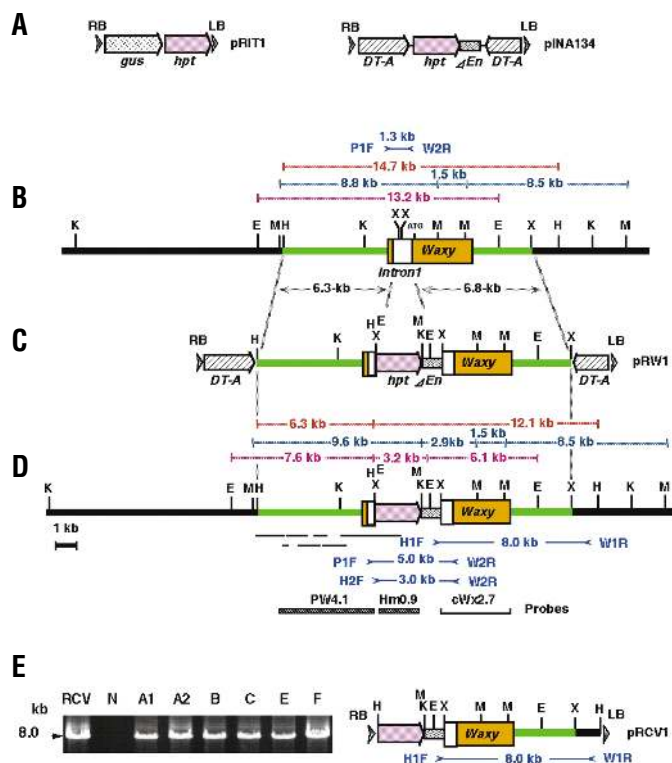 A
RB LB pRIT1
gus hpt
RB LB pINA134
DT-A hpt ⊿En DT-A
1.3 kb
P1F W2R
14.7 kb
1.5 kb
8.8 kb 8.5 kb
13.2 kb
B
K E M H K X X ATG M M E X H K M
Waxy
Intron1
6.3-kb 6.8-kb
C
RB H K H E X M K E X M M E X LB pRW1
DT-A hpt ⊿En Waxy DT-A
6.3 kb 12.1 kb
1.5 kb
9.6 kb 2.9kb 8.5 kb
7.6 kb 3.2 kb 6.1 kb
D
K E M H K H E X M K E X M M E X H K M
Waxy
1 kb
H1F 8.0 kb W1R
P1F 5.0 kb W2R
H2F 3.0 kb W2R
PW4.1 Hm0.9 cWx2.7 Probes
E
kb RCV N A1 A2 B C E F
8.0
RB H M K E X M M E X H LB pRCV1
Waxy
H1F 8.0 kb W1R